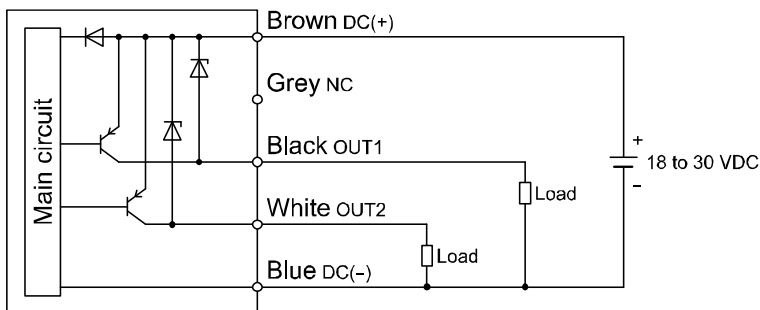 Brown DC(+)
Grey NC
Main circuit
Black OUT1
+
18 to 30 VDC
−
Load
White OUT2
Load
Blue DC(−)